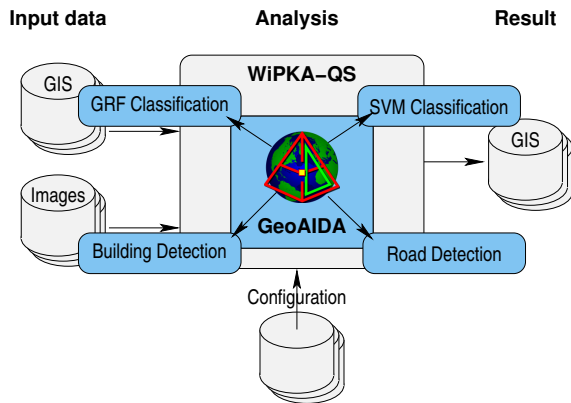 Input data
Analysis
Result
WiPKA–QS
GIS
GRF Classification
SVM Classification
GIS
Images
GeoAIDA
Building Detection
Road Detection
Configuration